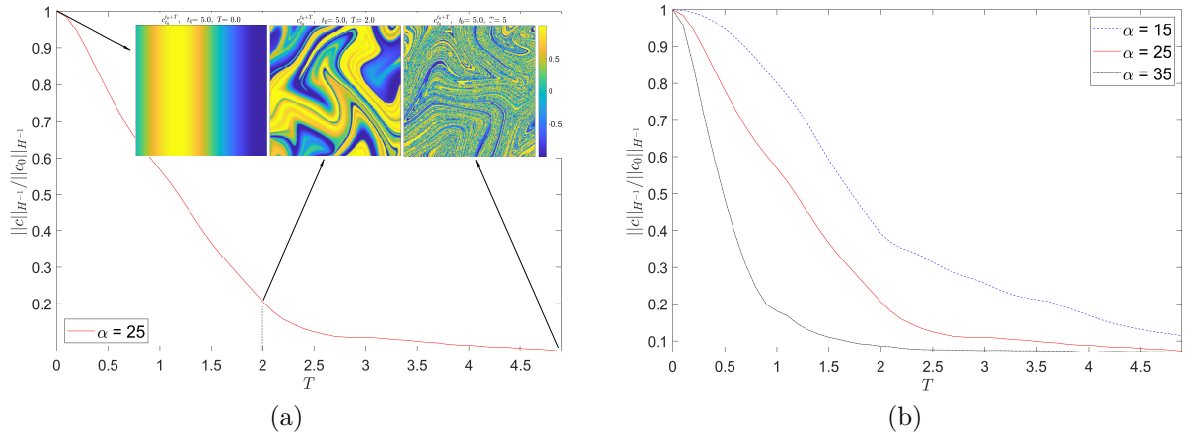 c_{t_0}^{t_0+T}, t_0= 5.0, T= 0.0
c_{t_0}^{t_0+T}, t_0= 5.0, T= 2.0
c_{t_0}^{t_0+T}, t_0= 5.0, T= 5
0.5
0
-0.5
1
0.9
0.8
0.7
0.6
0.5
0.4
0.3
0.2
||c||_{H^{-1}}/||c_0||_{H^{-1}}
α = 25
0 0.5 1 1.5 2 2.5 3 3.5 4 4.5
T
(a)
1
0.9
0.8
0.7
0.6
0.5
0.4
0.3
0.2
0.1
||c||_{H^{-1}}/||c_0||_{H^{-1}}
α = 15
α = 25
α = 35
0 0.5 1 1.5 2 2.5 3 3.5 4 4.5
T
(b)